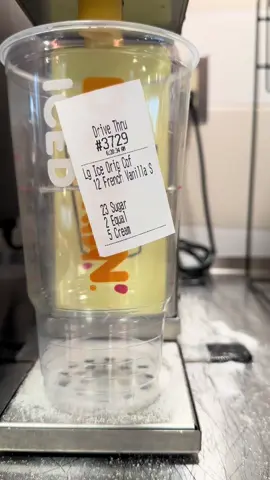 ICED
Drive Thru
#3729
Lg Ice Orig Cof
12 French Vanilla S
23 Sugar
2 Equal
5 Cream